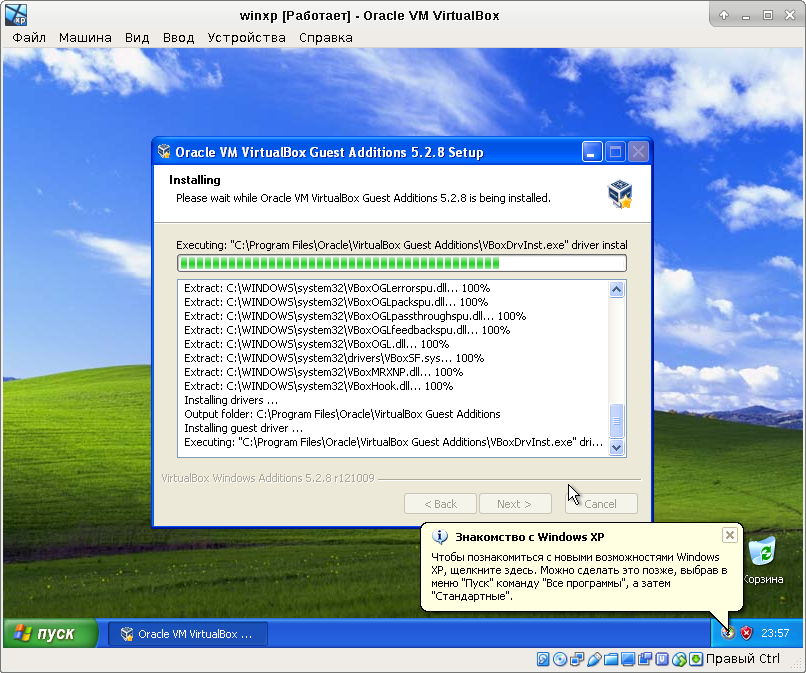 winxp [Работает] - Oracle VM VirtualBox
Файл Машина Вид Ввод Устройства Справка
Oracle VM VirtualBox Guest Additions 5.2.8 Setup
Installing
Please wait while Oracle VM VirtualBox Guest Additions 5.2.8 is being installed.
Executing: "C:\Program Files\Oracle\VirtualBox Guest Additions\VBoxDrvInst.exe" driver instal
Extract: C:\WINDOWS\system32\VBoxOGLerrorspu.dll... 100%
Extract: C:\WINDOWS\system32\VBoxOGLpackspu.dll... 100%
Extract: C:\WINDOWS\system32\VBoxOGLpassthroughspu.dll... 100%
Extract: C:\WINDOWS\system32\VBoxOGLfeedbackspu.dll... 100%
Extract: C:\WINDOWS\system32\VBoxOGL.dll... 100%
Extract: C:\WINDOWS\system32\drivers\VBoxSF.sys... 100%
Extract: C:\WINDOWS\system32\VBoxMRXNP.dll... 100%
Extract: C:\WINDOWS\system32\VBoxHook.dll... 100%
Installing drivers ...
Output folder: C:\Program Files\Oracle\VirtualBox Guest Additions
Installing guest driver ...
Executing: "C:\Program Files\Oracle\VirtualBox Guest Additions\VBoxDrvInst.exe" dri...
VirtualBox Windows Additions 5.2.8 r121009
< Back Next > Cancel
Знакомство с Windows XP
Чтобы познакомиться с новыми возможностями Windows
XP, щелкните здесь. Можно сделать это позже, выбрав в
меню "Пуск" команду "Все программы", а затем
"Стандартные".
Корзина
пуск Oracle VM VirtualBox ... 23:57
Правый Ctrl